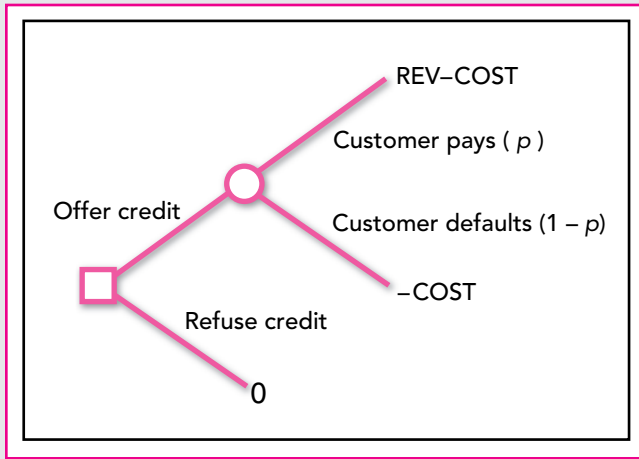 REV–COST
Customer pays ( p )
Offer credit
Customer defaults (1 – p)
–COST
Refuse credit
0